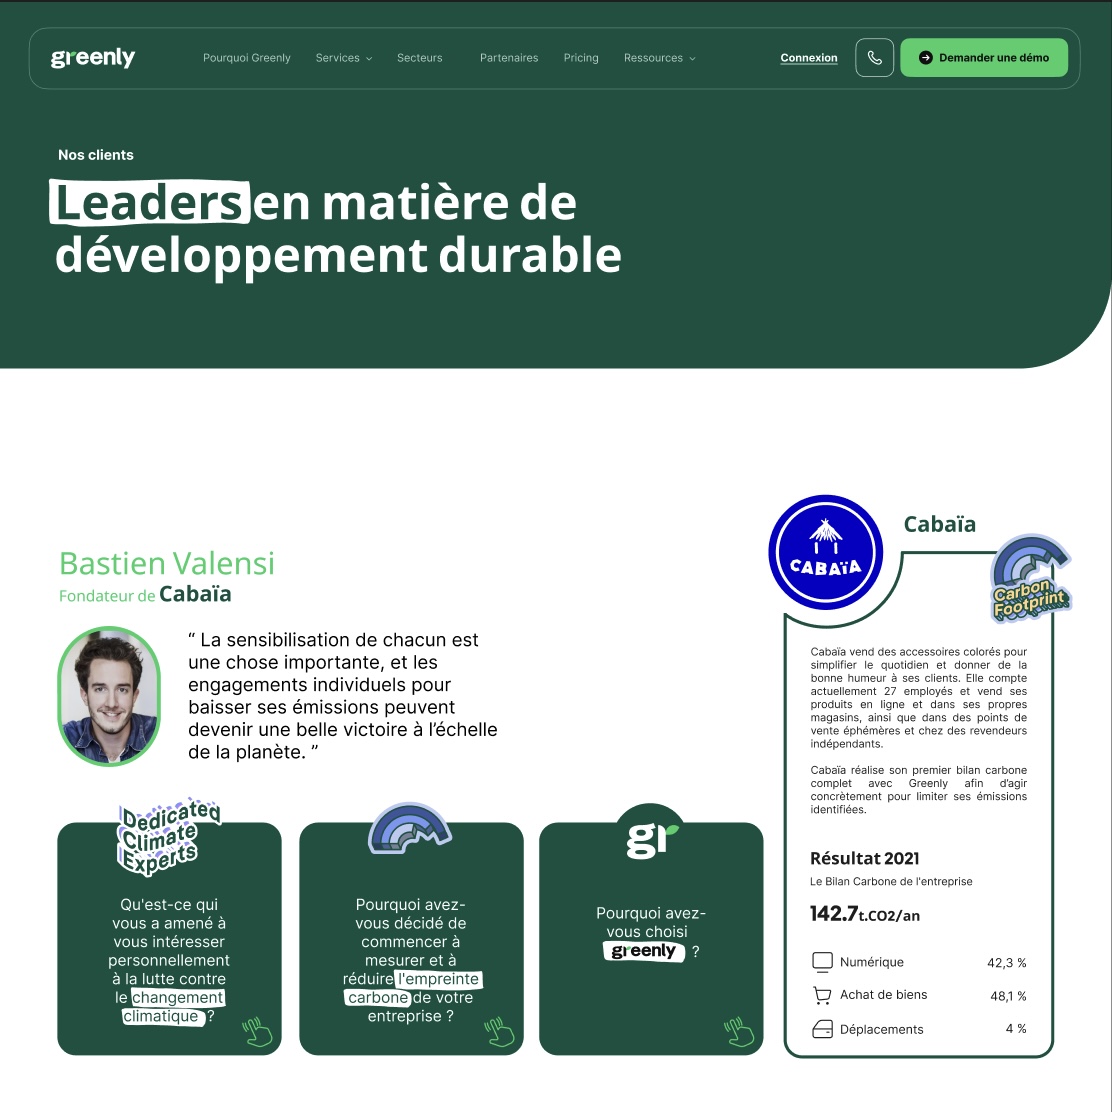 greenly
Pourquoi Greenly
Services
Secteurs
Partenaires
Pricing
Ressources
Connexion
Demander une démo
Nos clients
Leaders en matière de
développement durable
Bastien Valensi
Fondateur de Cabaïa
“ La sensibilisation de chacun est
une chose importante, et les
engagements individuels pour
baisser ses émissions peuvent
devenir une belle victoire à l’échelle
de la planète. ”
Dedicated
Climate
Experts
Qu'est-ce qui
vous a amené à
vous intéresser
personnellement
à la lutte contre
le changement
climatique ?
Pourquoi avez-
vous décidé de
commencer à
mesurer et à
réduire l'empreinte
carbone de votre
entreprise ?
gr
Pourquoi avez-
vous choisi
greenly ?
CABAÏA
Cabaïa
Carbon
Footprint
Cabaïa vend des accessoires colorés pour
simplifier le quotidien et donner de la
bonne humeur à ses clients. Elle compte
actuellement 27 employés et vend ses
produits en ligne et dans ses propres
magasins, ainsi que dans des points de
vente éphémères et chez des revendeurs
indépendants.
Cabaïa réalise son premier bilan carbone
complet avec Greenly afin d’agir
concrètement pour limiter ses émissions
identifiées.
Résultat 2021
Le Bilan Carbone de l'entreprise
142.7t.CO2/an
Numérique 42,3 %
Achat de biens 48,1 %
Déplacements 4 %